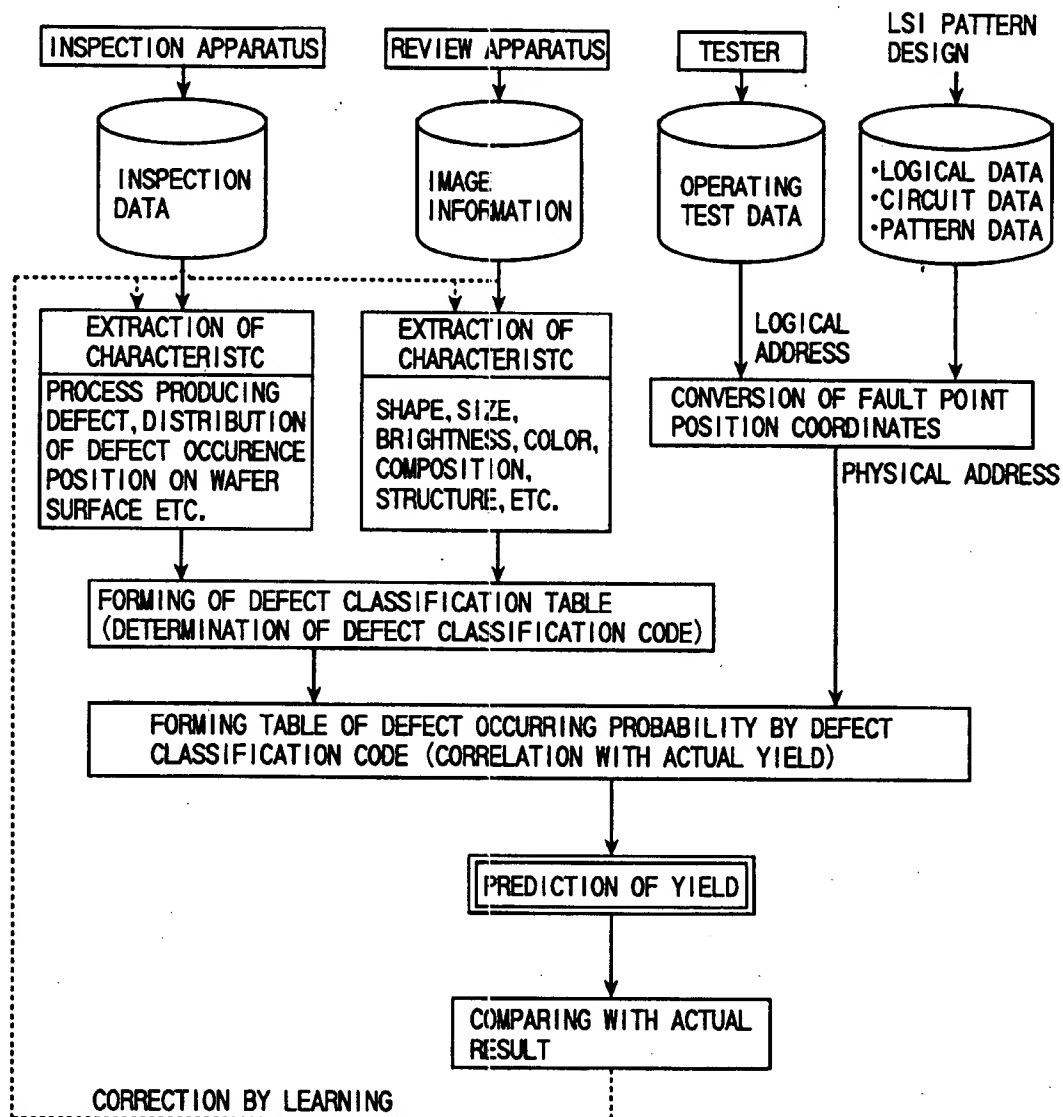 INSPECTION APPARATUS
REVIEW APPARATUS
TESTER
LSI PATTERN
DESIGN
INSPECTION
DATA
IMAGE
INFORMATION
OPERATING
TEST DATA
•LOGICAL DATA
•CIRCUIT DATA
•PATTERN DATA
EXTRACTION OF
CHARACTERISTC
PROCESS PRODUCING
DEFECT, DISTRIBUTION
OF DEFECT OCCURENCE
POSITION ON WAFER
SURFACE ETC.
EXTRACTION OF
CHARACTERISTC
SHAPE, SIZE,
BRIGHTNESS, COLOR,
COMPOSITION,
STRUCTURE, ETC.
LOGICAL
ADDRESS
CONVERSION OF FAULT POINT
POSITION COORDINATES
PHYSICAL ADDRESS
FORMING OF DEFECT CLASSIFICATION TABLE
(DETERMINATION OF DEFECT CLASSIFICATION CODE)
FORMING TABLE OF DEFECT OCCURRING PROBABILITY BY DEFECT
CLASSIFICATION CODE (CORRELATION WITH ACTUAL YIELD)
PREDICTION OF YIELD
COMPARING WITH ACTUAL
RESULT
CORRECTION BY LEARNING